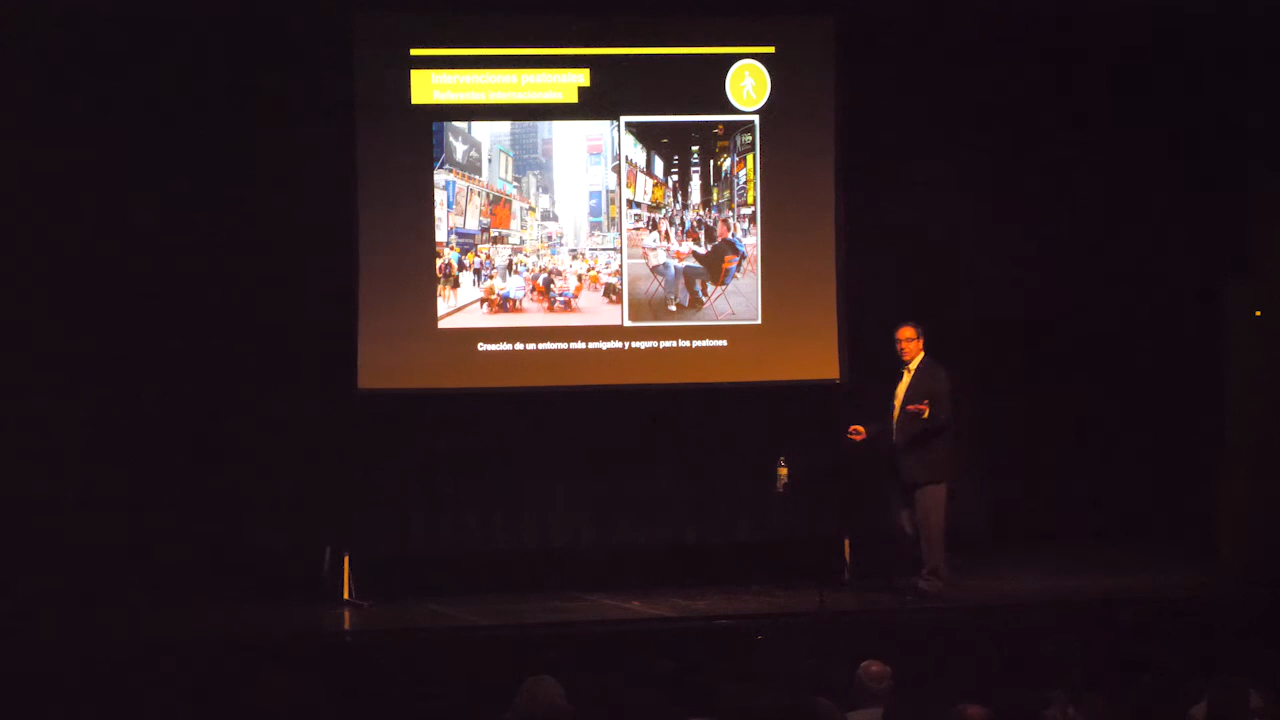 Intervenciones peatonales
Referentes internacionales
Creación de un entorno más amigable y seguro para los peatones